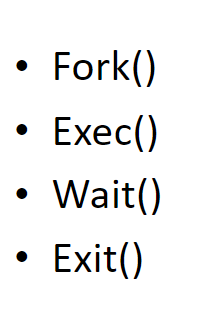 • Fork()
• Exec()
• Wait()
• Exit()